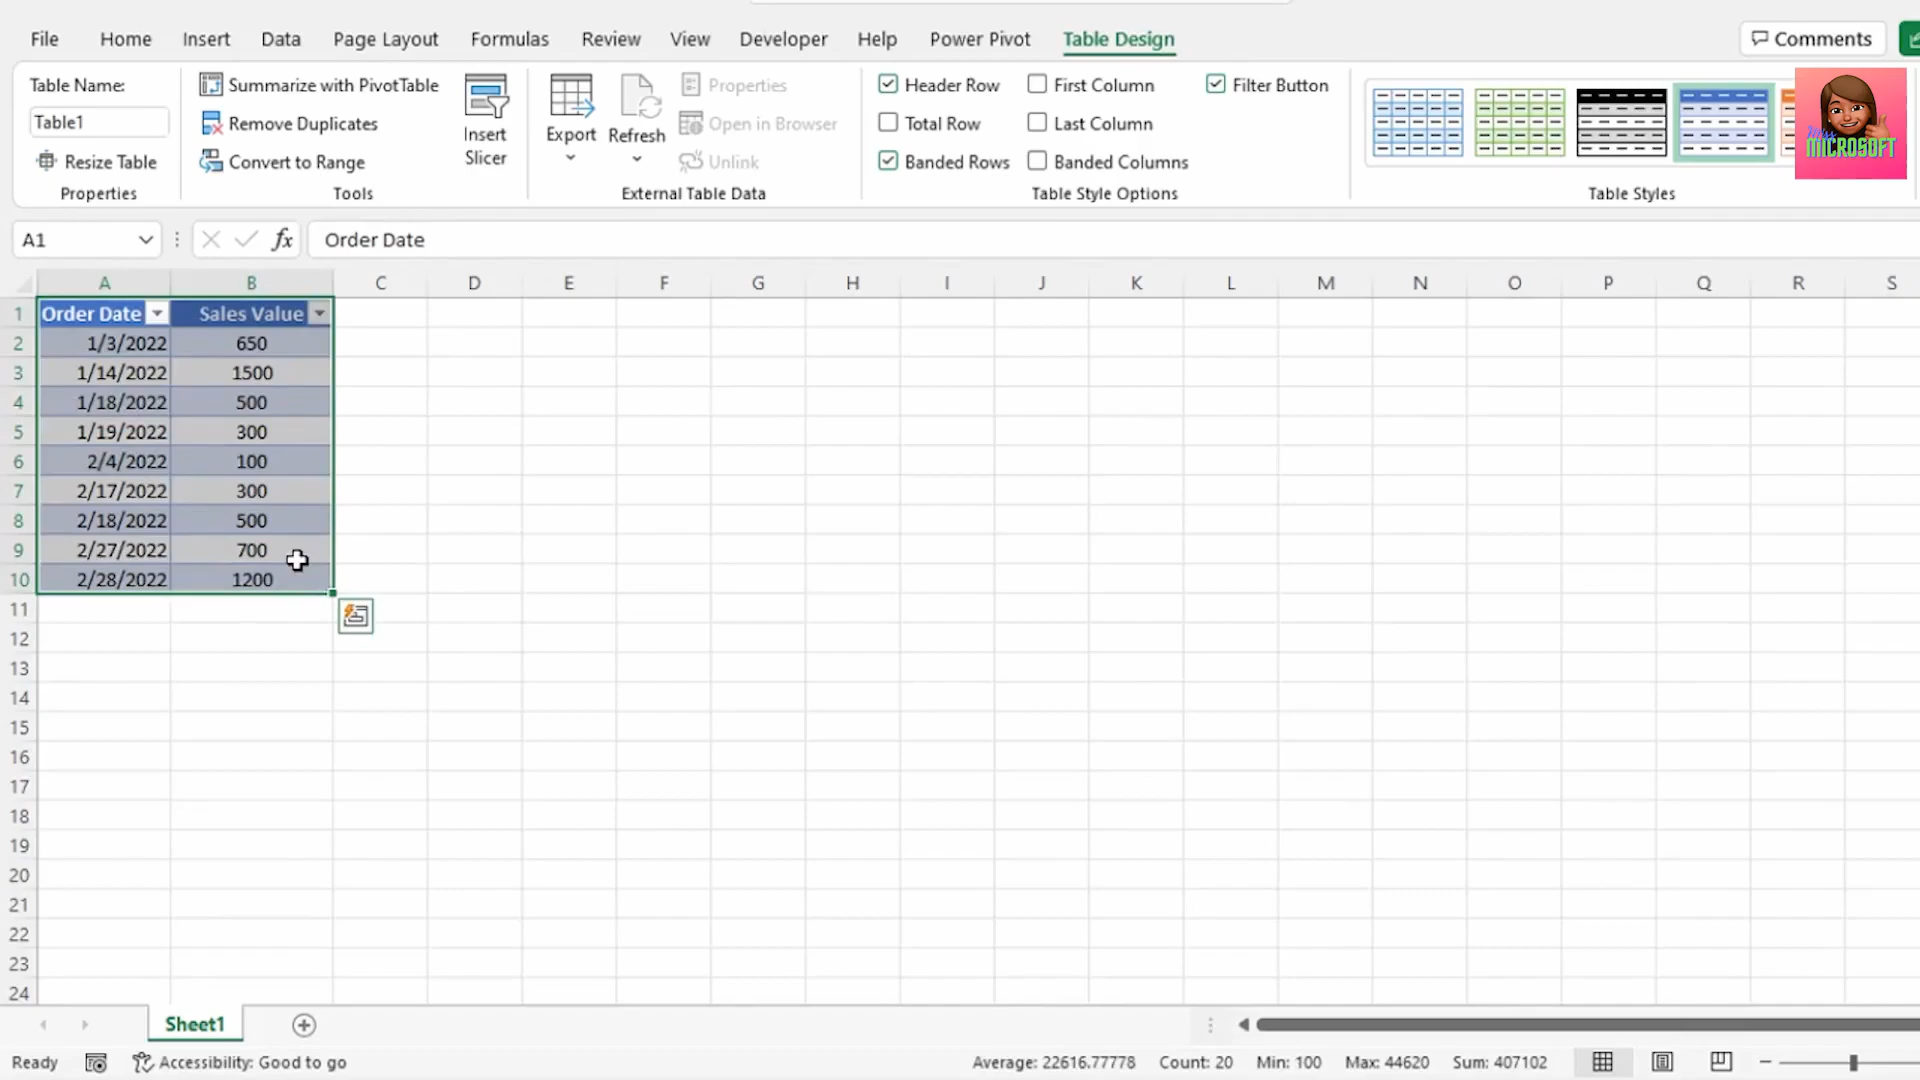 File Home Insert Data Page Layout Formulas Review View Developer Help Power Pivot Table Design Comments
Table Name:
Table1
Resize Table
Properties
Summarize with PivotTable
Remove Duplicates
Convert to Range
Tools
Insert
Slicer
Export
Refresh
Properties
Open in Browser
Unlink
External Table Data
Header Row
Total Row
Banded Rows
First Column
Last Column
Banded Columns
Filter Button
Table Style Options
Table Styles
Miss
MICROSOFT
A1 fx Order Date
A B C D E F G H I J K L M N O P Q R S
1 Order Date Sales Value
2 1/3/2022 650
3 1/14/2022 1500
4 1/18/2022 500
5 1/19/2022 300
6 2/4/2022 100
7 2/17/2022 300
8 2/18/2022 500
9 2/27/2022 700
10 2/28/2022 1200
11
12
13
14
15
16
17
18
19
20
21
22
23
24
Sheet1
Ready Accessibility: Good to go Average: 22616.77778 Count: 20 Min: 100 Max: 44620 Sum: 407102